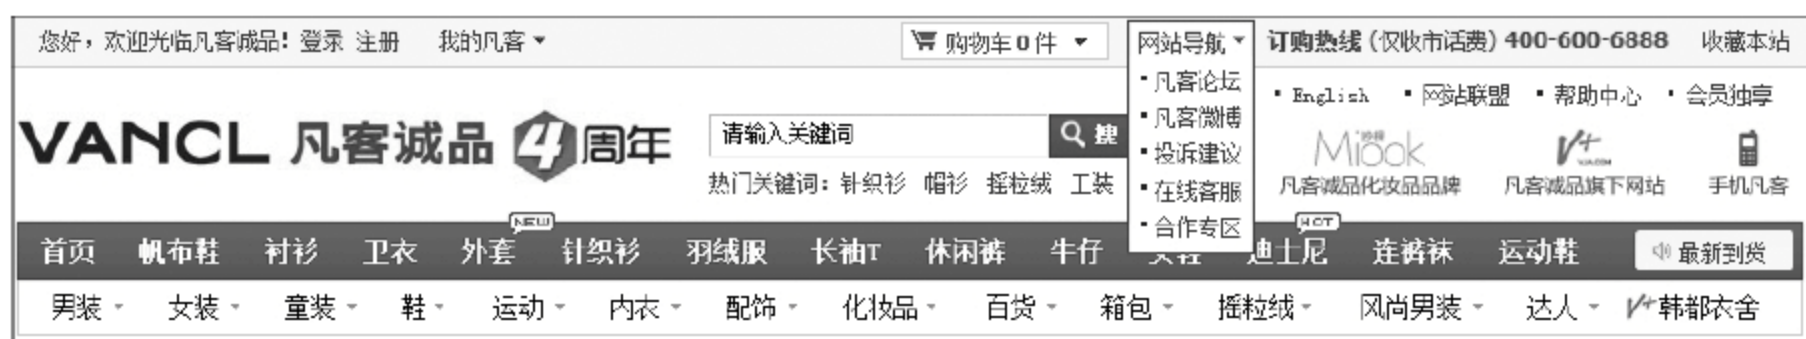 您好，欢迎光临凡客诚品！登录 注册 我的凡客 购物车 0 件 网站导航 订购热线（仅收市话费）400-600-6888 收藏本站
凡客论坛
凡客微博
投诉建议
在线客服
合作专区
English 网站联盟 帮助中心 会员独享
VANCL 凡客诚品 4周年
请输入关键词 搜
热门关键词：针织衫 帽衫 摇粒绒 工装
Miook
凡客诚品化妆品品牌
V+
VJIA.COM
凡客诚品旗下网站
手机凡客
NEW HOT
首页 帆布鞋 衬衫 卫衣 外套 针织衫 羽绒服 长袖T 休闲裤 牛仔 迪士尼 连裤袜 运动鞋 最新到货
男装 女装 童装 鞋 运动 内衣 配饰 化妆品 百货 箱包 摇粒绒 风尚男装 达人 V+韩都衣舍